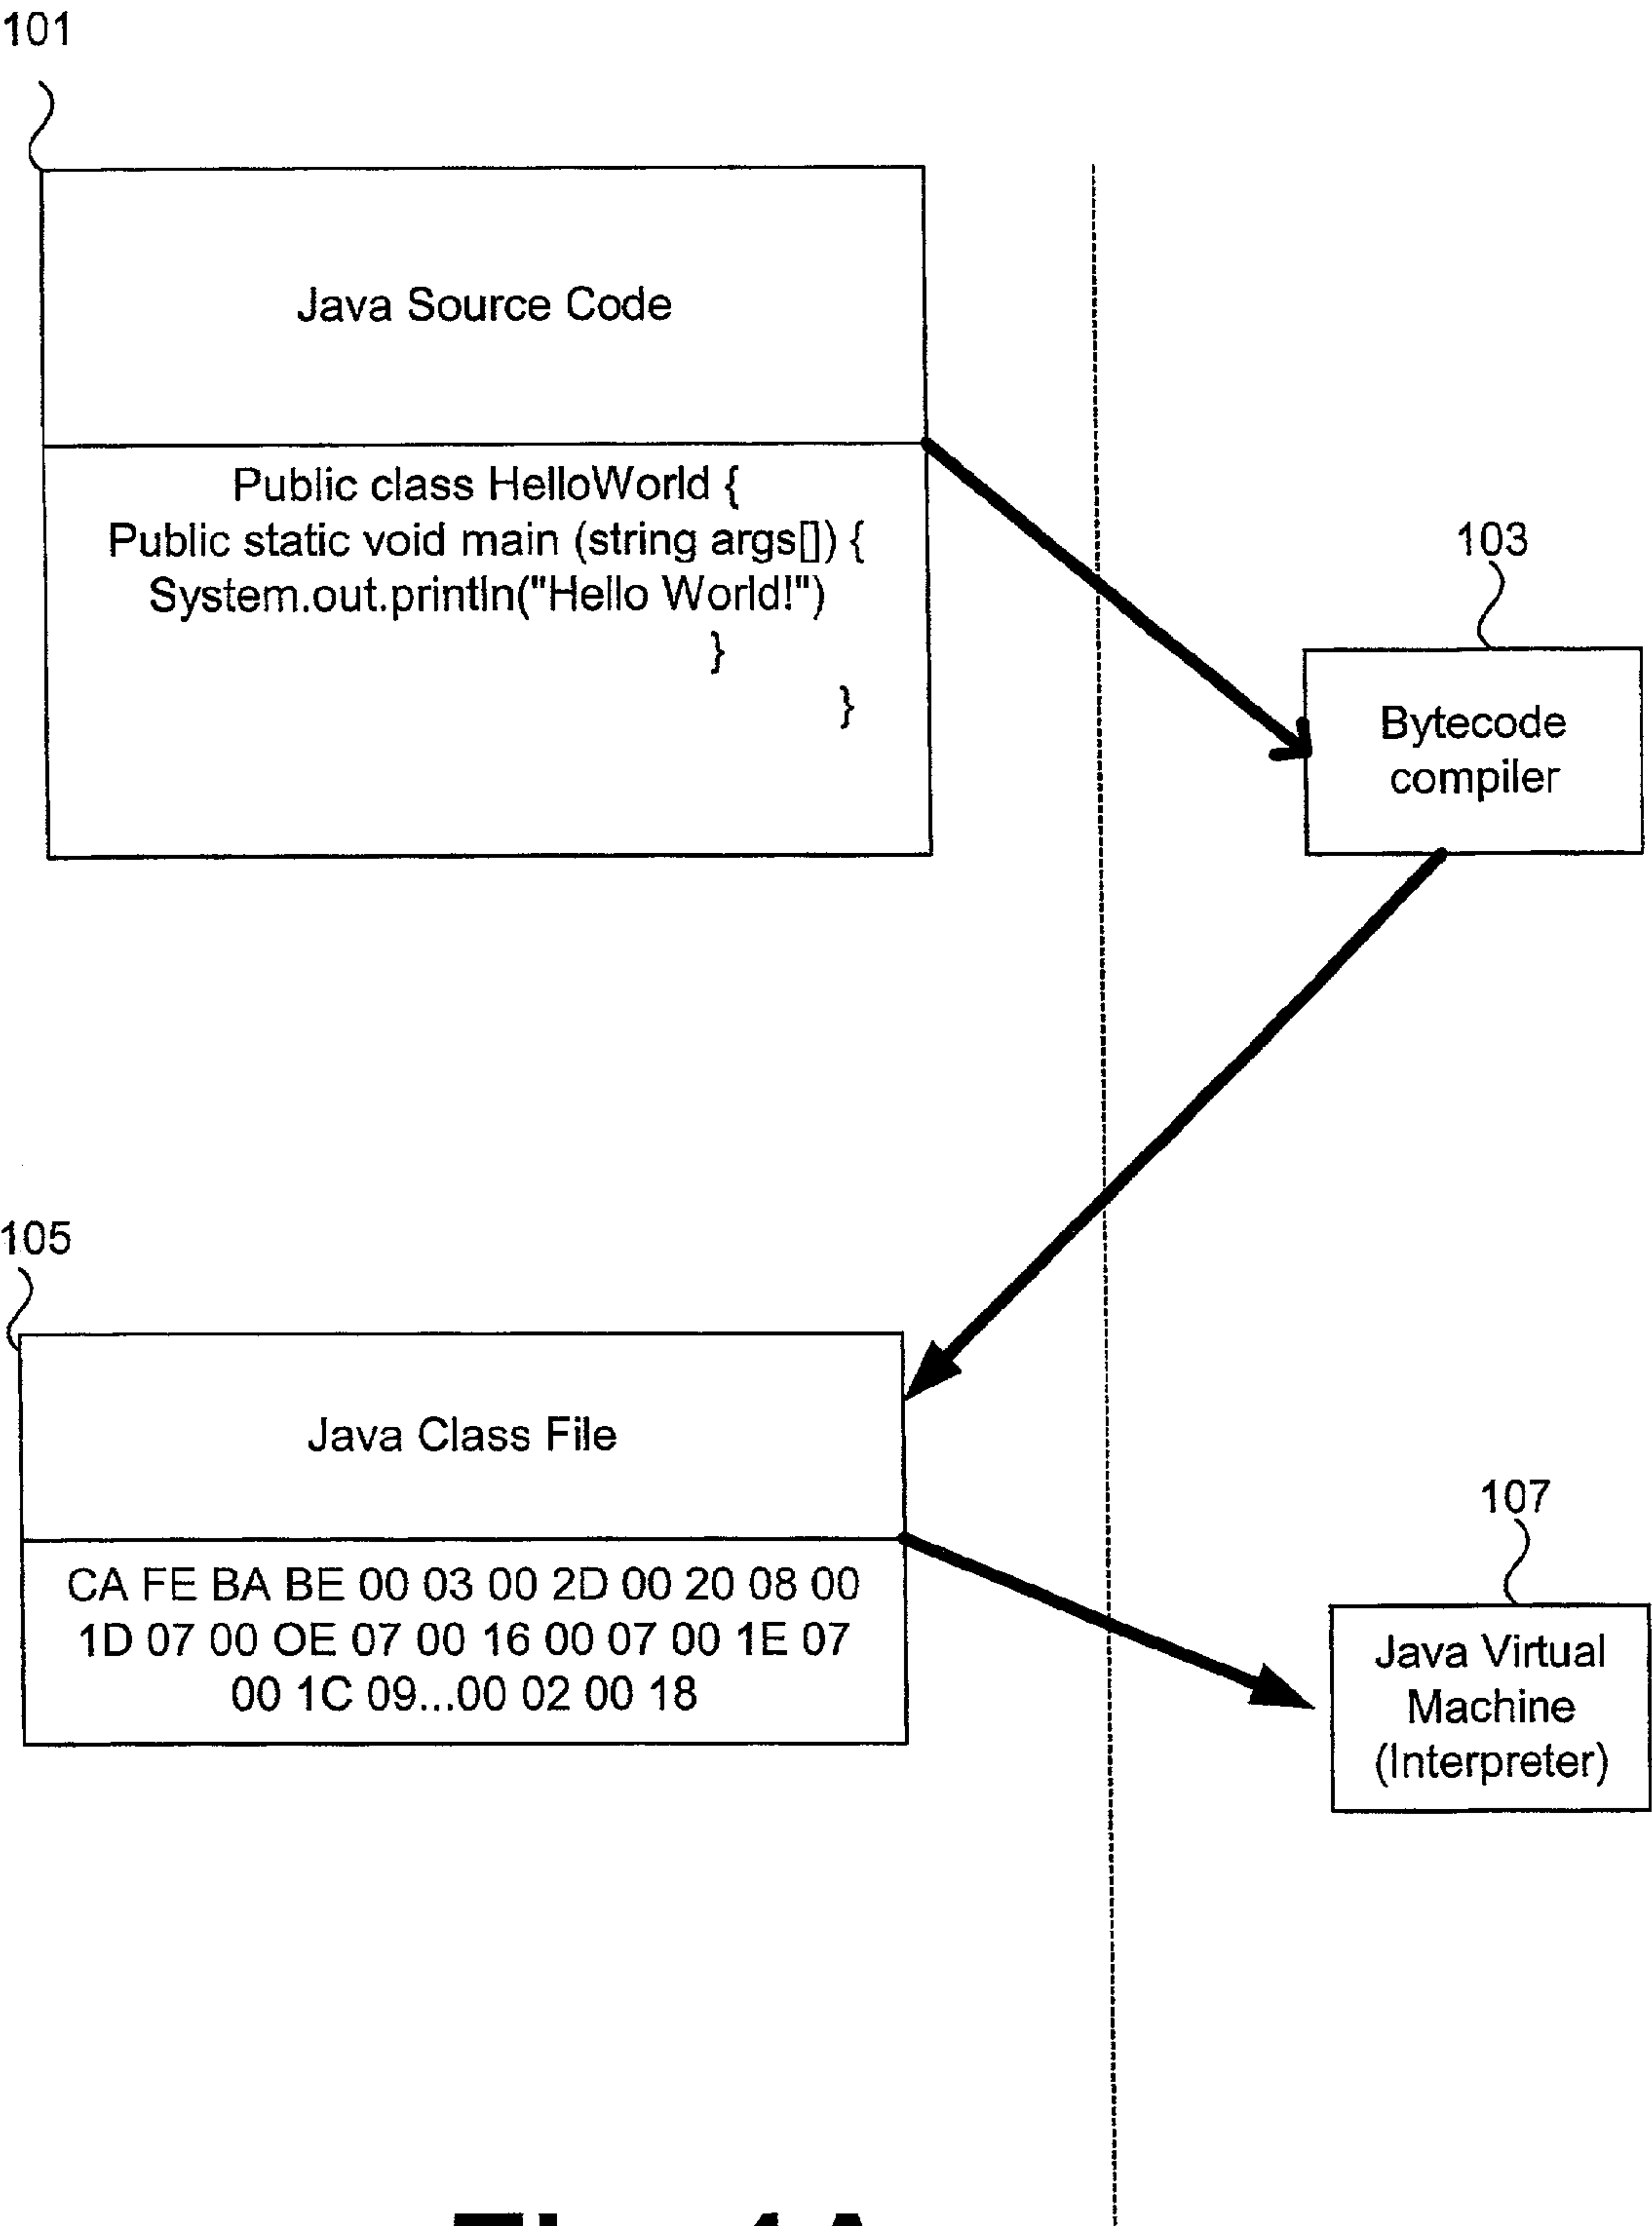 101
Java Source Code
Public class HelloWorld {
Public static void main (string args[]) {
System.out.println("Hello World!")
}
}
103
Bytecode
compiler
105
Java Class File
CA FE BA BE 00 03 00 2D 00 20 08 00
1D 07 00 OE 07 00 16 00 07 00 1E 07
00 1C 09...00 02 00 18
107
Java Virtual
Machine
(Interpreter)